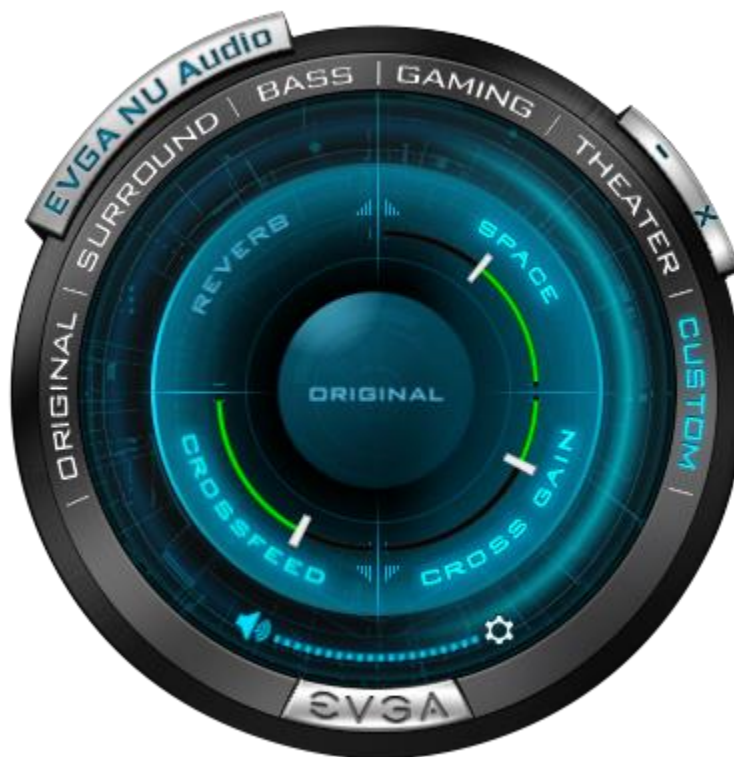 EVGA NU Audio
- X
ORIGINAL | SURROUND | BASS | GAMING | THEATER | CUSTOM
REVERB
SPACE
ORIGINAL
CROSSFEED
CROSS GAIN
EVGA